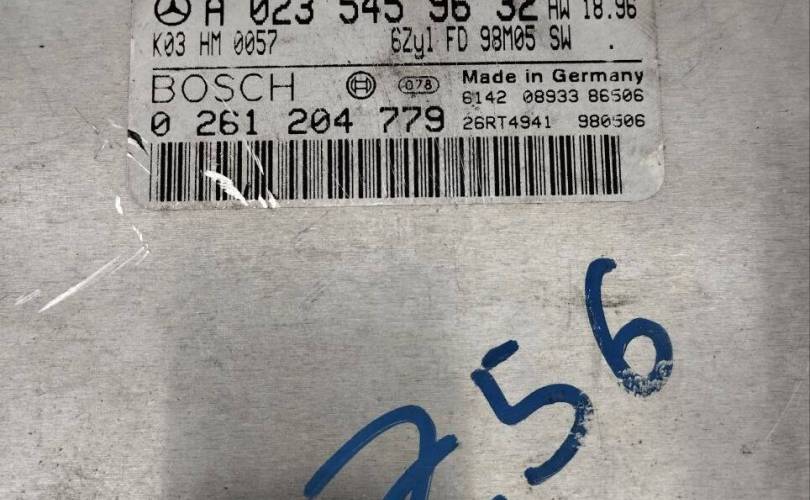 A 023 545 96 32 HW 18.96
K03 HM 0057 6Zyl FD 98M05 SW .
BOSCH 078 Made in Germany
6142 08933 86506
0 261 204 779 26RT4941 980506
256